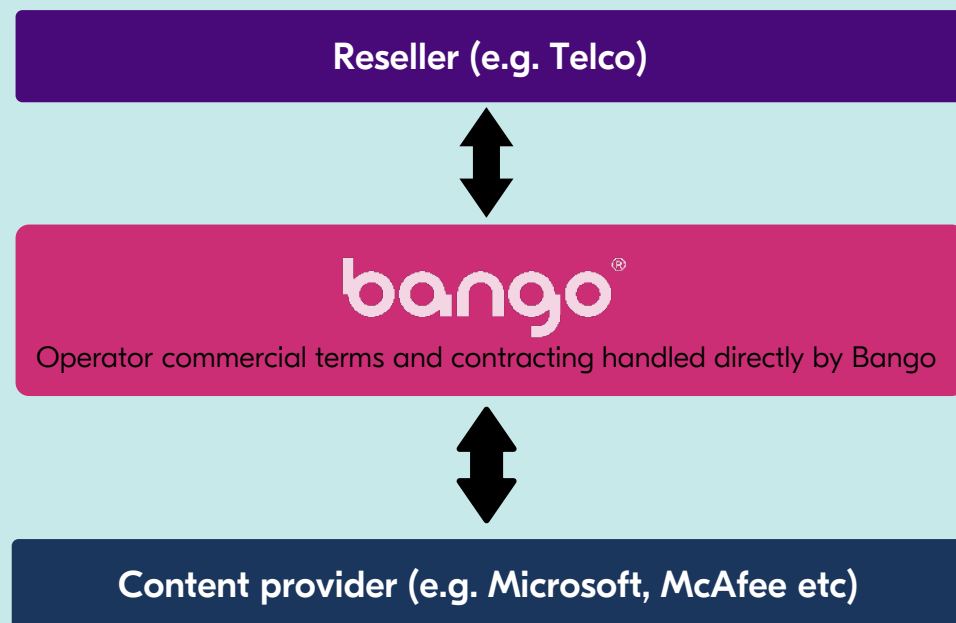 Reseller (e.g. Telco)
bango®
Operator commercial terms and contracting handled directly by Bango
Content provider (e.g. Microsoft, McAfee etc)